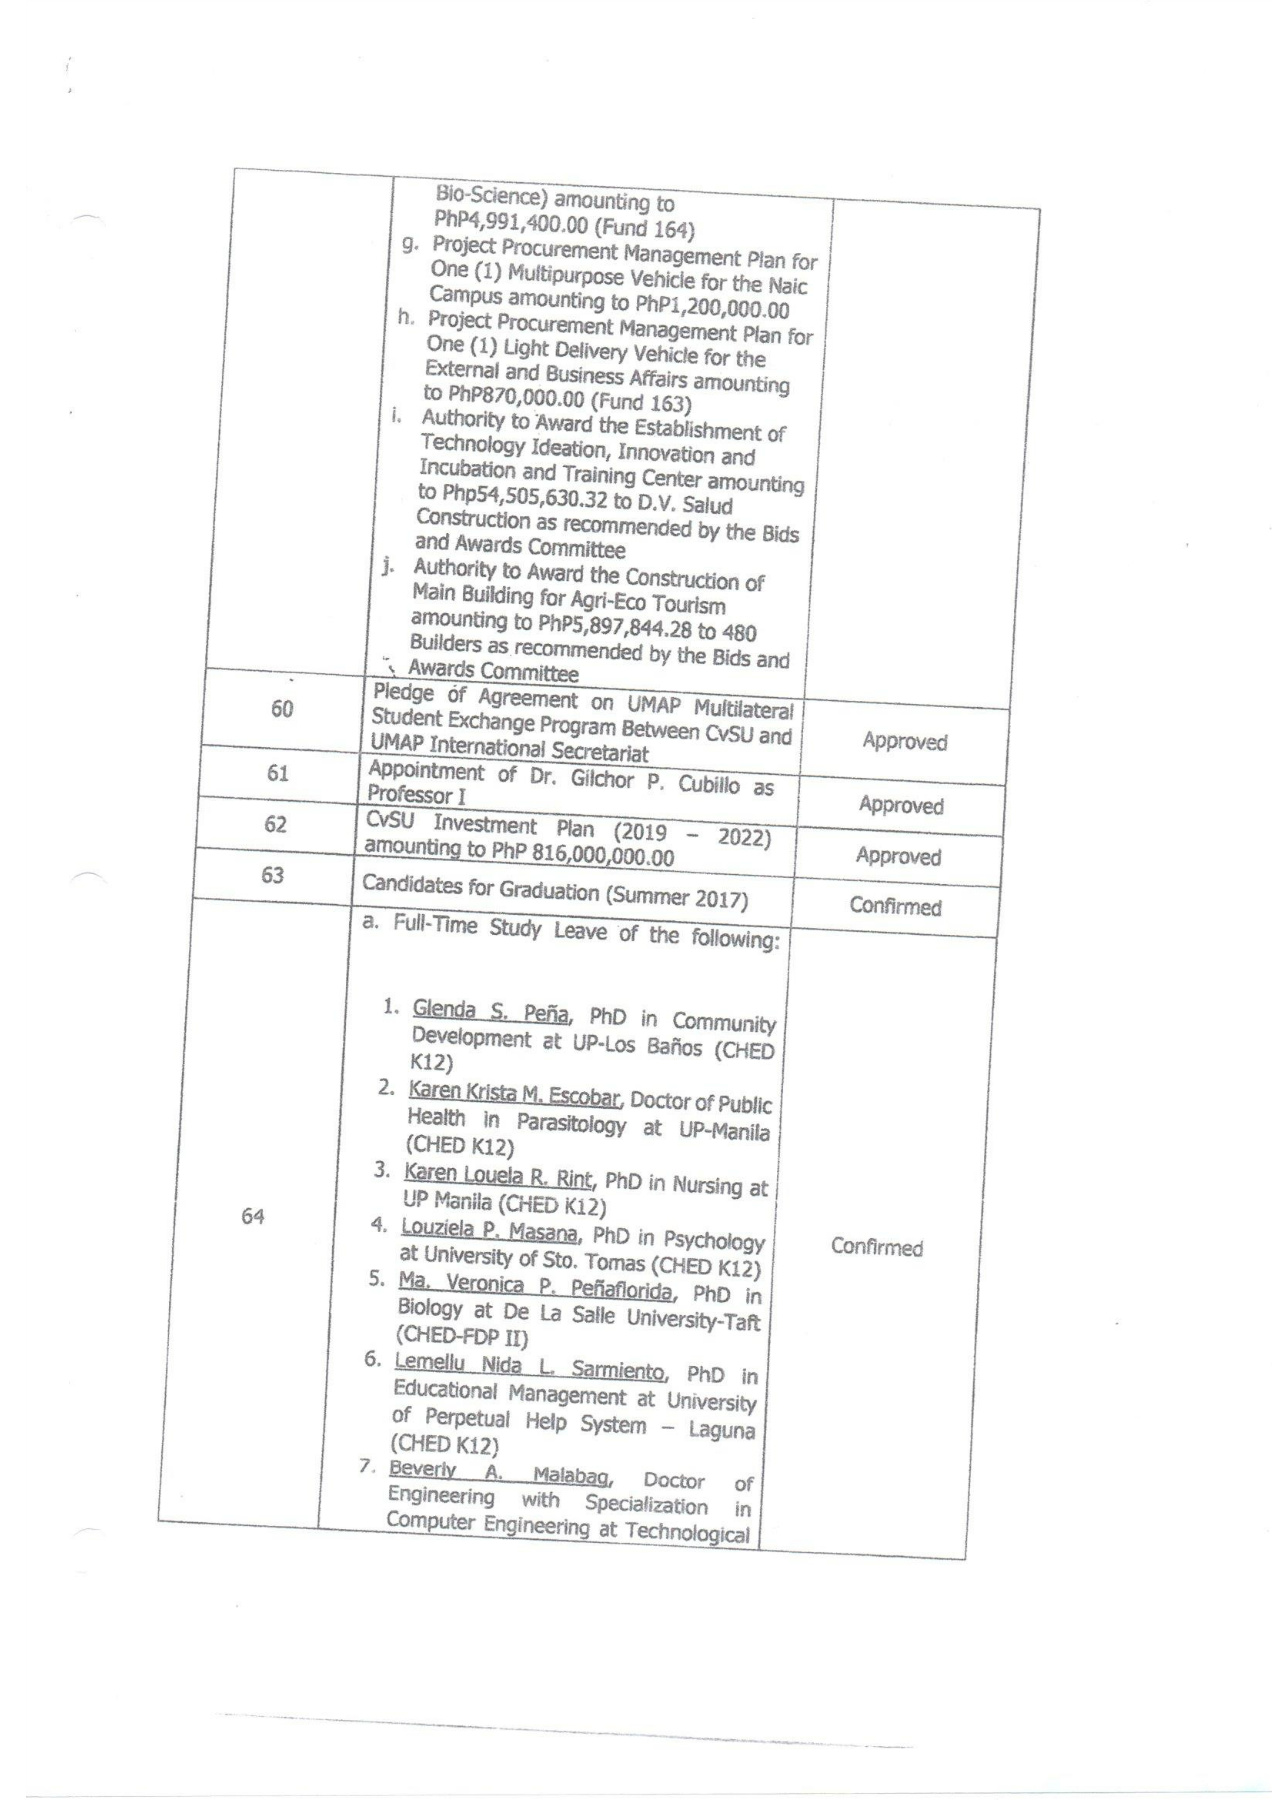 Bio-Science) amounting to
PhP4,991,400.00 (Fund 164)
g. Project Procurement Management Plan for
One (1) Multipurpose Vehicle for the Naic
Campus amounting to PhP1,200,000.00
h. Project Procurement Management Plan for
One (1) Light Delivery Vehicle for the
External and Business Affairs amounting
to PhP870,000.00 (Fund 163)
i. Authority to Award the Establishment of
Technology Ideation, Innovation and
Incubation and Training Center amounting
to Php54,505,630.32 to D.V. Salud
Construction as recommended by the Bids
and Awards Committee
j. Authority to Award the Construction of
Main Building for Agri-Eco Tourism
amounting to PhP5,897,844.28 to 480
Builders as recommended by the Bids and
Awards Committee
60
Pledge of Agreement on UMAP Multilateral
Student Exchange Program Between CvSU and
UMAP International Secretariat
Approved
61
Appointment of Dr. Gilchor P. Cubillo as
Professor I
Approved
62
CvSU Investment Plan (2019 – 2022)
amounting to PhP 816,000,000.00
Approved
63
Candidates for Graduation (Summer 2017)
Confirmed
64
a. Full-Time Study Leave of the following:
1. Glenda S. Peña, PhD in Community
Development at UP-Los Baños (CHED
K12)
2. Karen Krista M. Escobar, Doctor of Public
Health in Parasitology at UP-Manila
(CHED K12)
3. Karen Louela R. Rint, PhD in Nursing at
UP Manila (CHED K12)
4. Louziela P. Masana, PhD in Psychology
at University of Sto. Tomas (CHED K12)
5. Ma. Veronica P. Peñaflorida, PhD in
Biology at De La Salle University-Taft
(CHED-FDP II)
6. Lemellu Nida L. Sarmiento, PhD in
Educational Management at University
of Perpetual Help System – Laguna
(CHED K12)
7. Beverly A. Malabag, Doctor of
Engineering with Specialization in
Computer Engineering at Technological
Confirmed